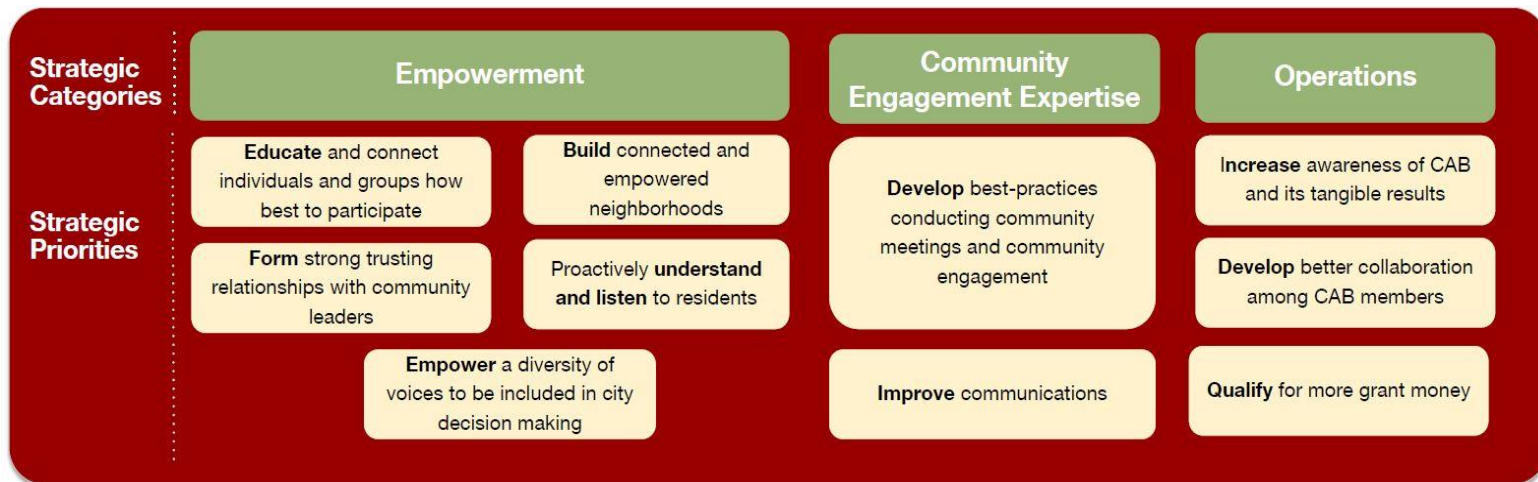 Strategic
Categories
Empowerment
Community
Engagement Expertise
Operations
Strategic
Priorities
Educate and connect
individuals and groups how
best to participate
Build connected and
empowered
neighborhoods
Form strong trusting
relationships with community
leaders
Proactively understand
and listen to residents
Empower a diversity of
voices to be included in city
decision making
Develop best-practices
conducting community
meetings and community
engagement
Improve communications
Increase awareness of CAB
and its tangible results
Develop better collaboration
among CAB members
Qualify for more grant money